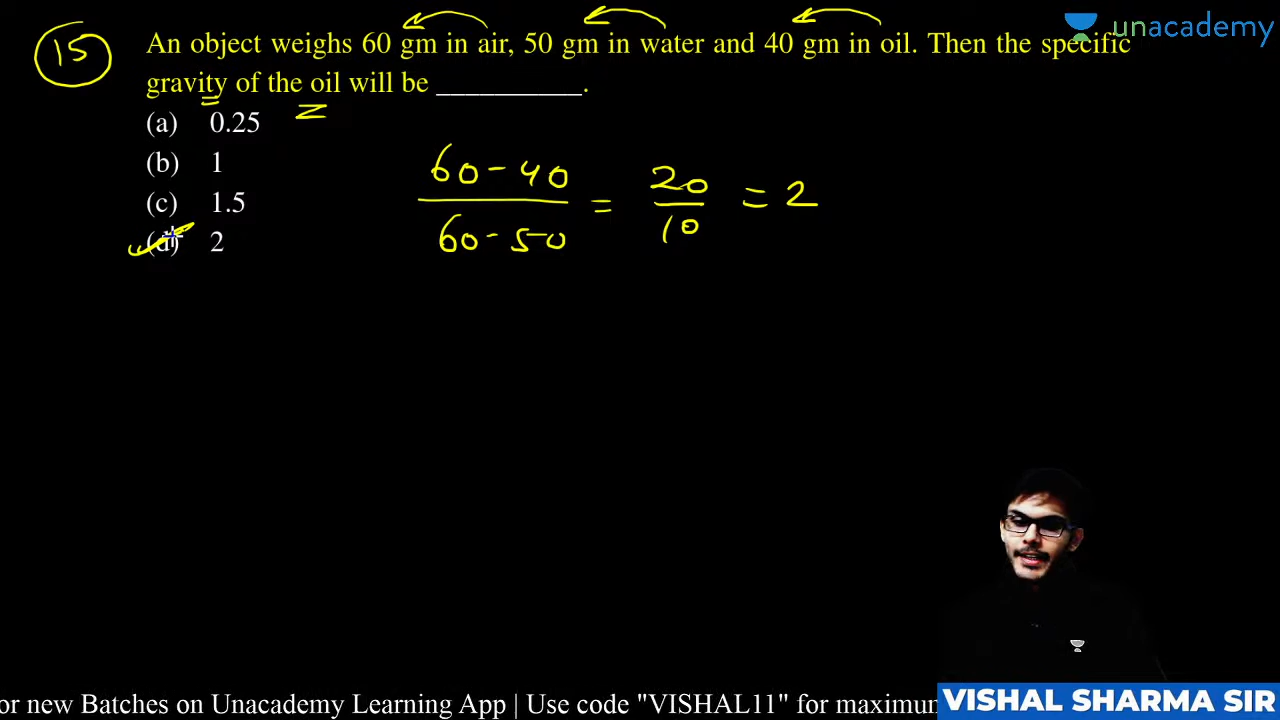 unacademy
15 An object weighs 60 gm in air, 50 gm in water and 40 gm in oil. Then the specific
gravity of the oil will be __________.
(a) 0.25
(b) 1
(c) 1.5
(d) 2
60-40 / 60-50 = 20 / 10 = 2
or new Batches on Unacademy Learning App | Use code "VISHAL11" for maximum
VISHAL SHARMA SIR